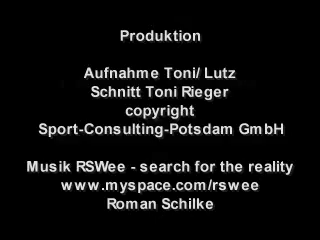 Produktion
Aufnahme Toni/ Lutz
Schnitt Toni Rieger
copyright
Sport-Consulting-Potsdam GmbH
Musik RSWee - search for the reality
www.myspace.com/rswee
Roman Schilke